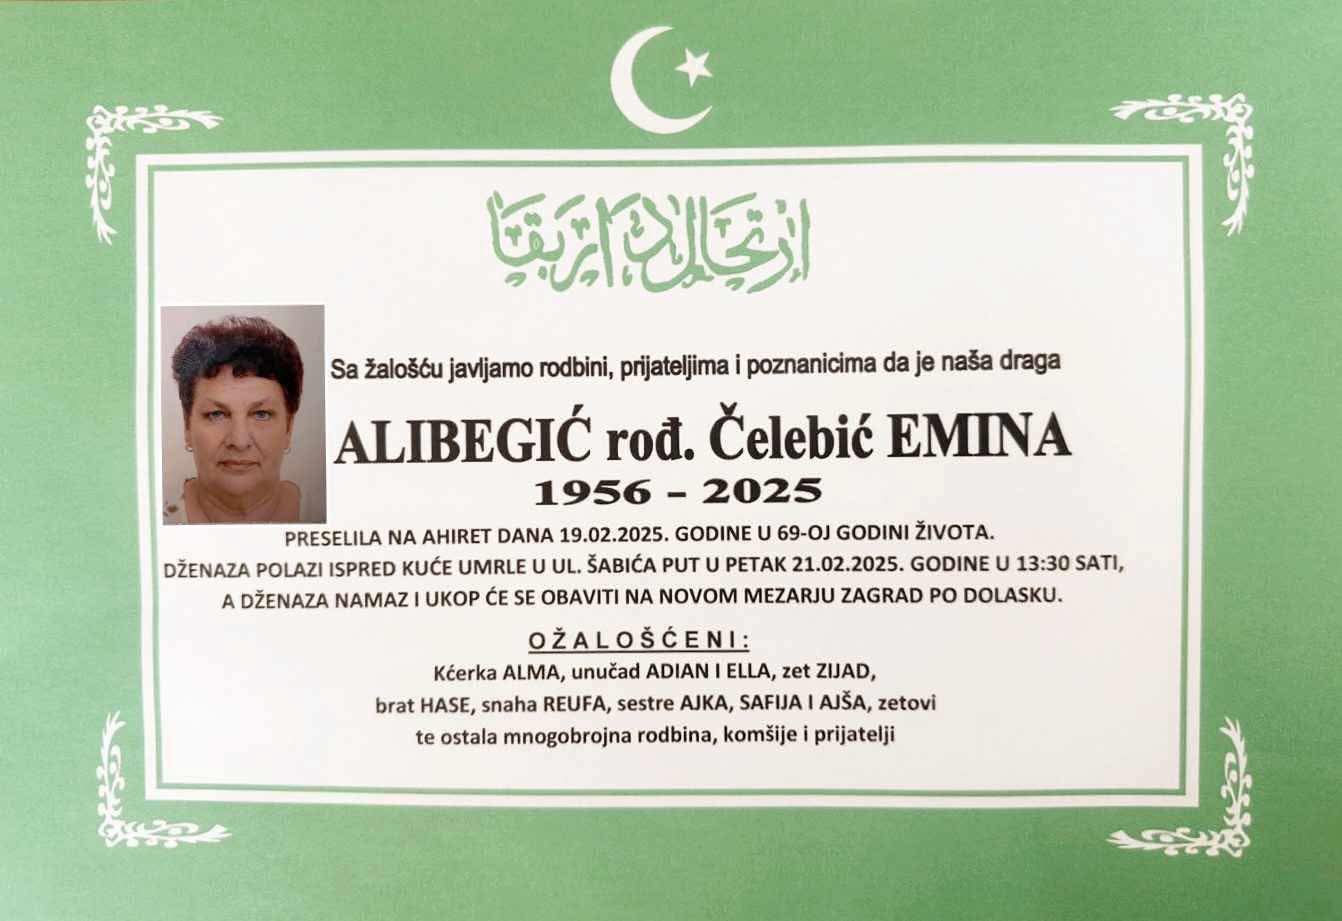 ارتحال دار بقا
Sa žalošću javljamo rodbini, prijateljima i poznanicima da je naša draga
ALIBEGIĆ rođ. Čelebić EMINA
1956 – 2025
PRESELILA NA AHIRET DANA 19.02.2025. GODINE U 69-OJ GODINI ŽIVOTA.
DŽENAZA POLAZI ISPRED KUĆE UMRLE U UL. ŠABIĆA PUT U PETAK 21.02.2025. GODINE U 13:30 SATI,
A DŽENAZA NAMAZ I UKOP ĆE SE OBAVITI NA NOVOM MEZARJU ZAGRAD PO DOLASKU.
OŽALOŠĆENI:
Kćerka ALMA, unučad ADIAN I ELLA, zet ZIJAD,
brat HASE, snaha REUFA, sestre AJKA, SAFIJA I AJŠA, zetovi
te ostala mnogobrojna rodbina, komšije i prijatelji